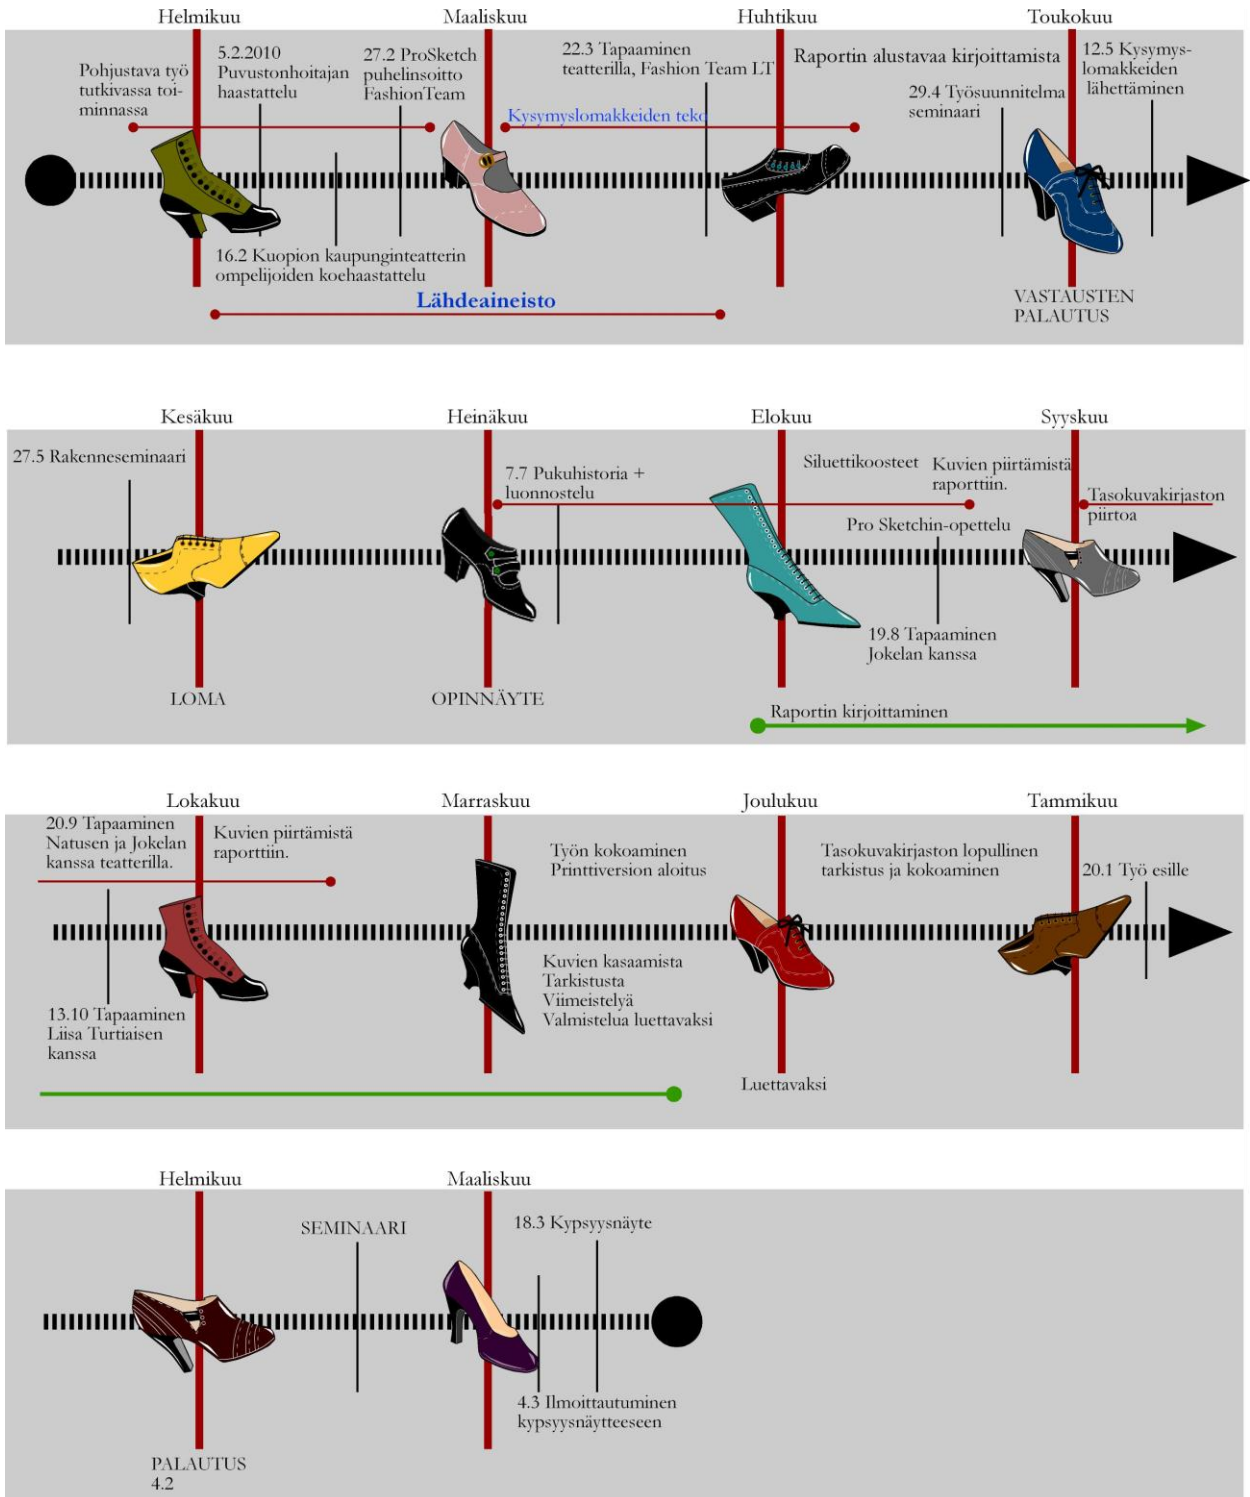 Helmikuu
Maaliskuu
Huhtikuu
Toukokuu
Pohjustava työ
tutkivassa toi-
minnassa
5.2.2010
Puvustonhoitajan
haastattelu
27.2 ProSketch
puhelinsoitto
FashionTeam
22.3 Tapaaminen
teatterilla, Fashion Team LT
Raportin alustavaa kirjoittamista
12.5 Kysymys-
lomakkeiden
lähettäminen
Kysymyslomakkeiden teko
29.4 Työsuunnitelma
seminaari
16.2 Kuopion kaupunginteatterin
ompelijoiden koehaastattelu
Lähdeaineisto
VASTAUSTEN
PALAUTUS
Kesäkuu
Heinäkuu
Elokuu
Syyskuu
27.5 Rakenneseminaari
7.7 Pukuhistoria +
luonnostelu
Siluettikoosteet
Kuvien piirtämistä
raporttiin.
Tasokuvakirjaston
piirtoa
Pro Sketchin-opettelu
19.8 Tapaaminen
Jokelan kanssa
LOMA
OPINNÄYTE
Raportin kirjoittaminen
Lokakuu
Marraskuu
Joulukuu
Tammikuu
20.9 Tapaaminen
Natusen ja Jokelan
kanssa teatterilla.
Kuvien piirtämistä
raporttiin.
Työn kokoaminen
Printtiversion aloitus
Tasokuvakirjaston lopullinen
tarkistus ja kokoaminen
20.1 Työ esille
13.10 Tapaaminen
Liisa Turtiaisen
kanssa
Kuvien kasaamista
Tarkistusta
Viimeistelyä
Valmistelua luettavaksi
Luettavaksi
Helmikuu
Maaliskuu
SEMINAARI
18.3 Kypsyysnäyte
4.3 Ilmoittautuminen
kypsyysnäytteeseen
PALAUTUS
4.2